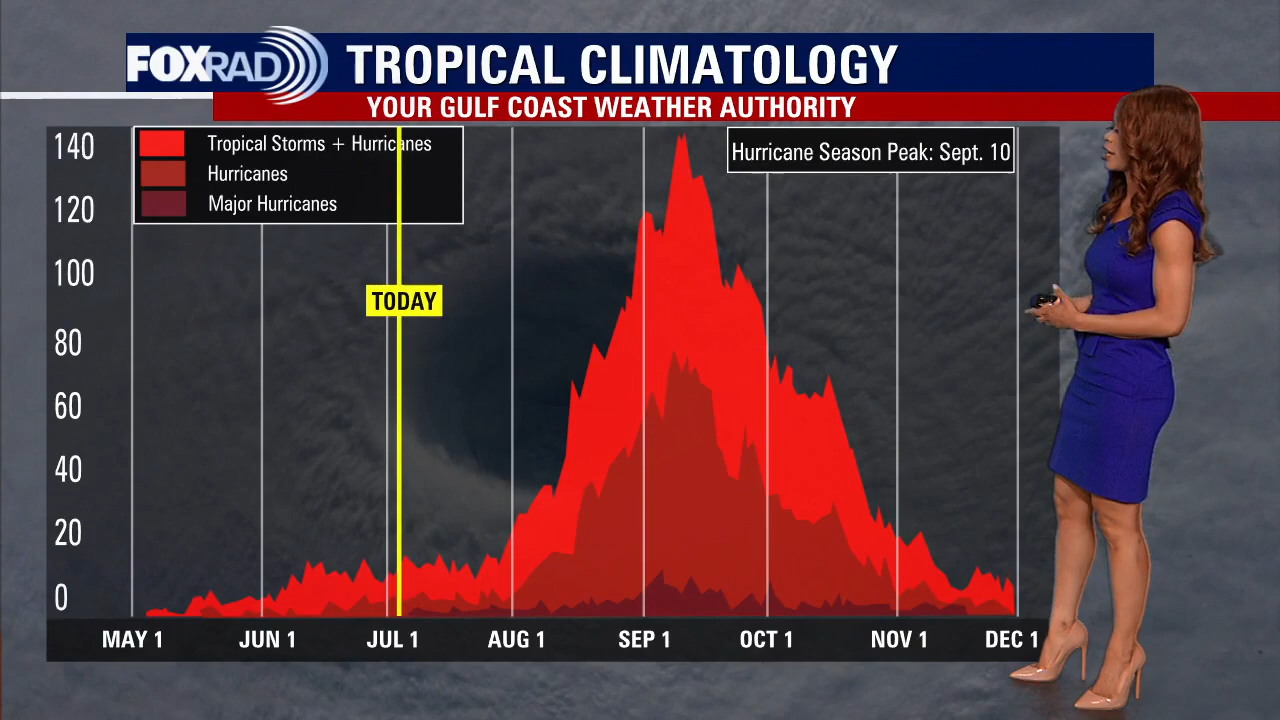 FOXRAD TROPICAL CLIMATOLOGY
YOUR GULF COAST WEATHER AUTHORITY
Tropical Storms + Hurricanes
Hurricanes
Major Hurricanes
Hurricane Season Peak: Sept. 10
140
120
100
TODAY
80
60
40
20
0
MAY 1 JUN 1 JUL 1 AUG 1 SEP 1 OCT 1 NOV 1 DEC 1